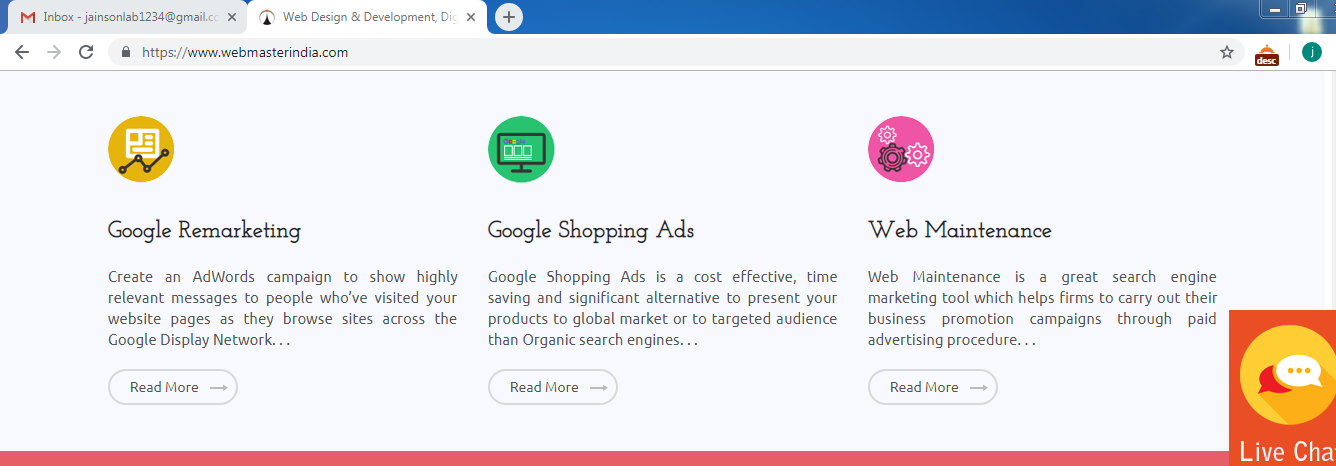 Inbox - jainsonlab1234@gmail.cc
Web Design & Development, Dig
https://www.webmasterindia.com
desc
j
Google Remarketing
Create an AdWords campaign to show highly
relevant messages to people who've visited your
website pages as they browse sites across the
Google Display Network. . .
Read More
Google Shopping Ads
Google Shopping Ads is a cost effective, time
saving and significant alternative to present your
products to global market or to targeted audience
than Organic search engines. . .
Read More
Web Maintenance
Web Maintenance is a great search engine
marketing tool which helps firms to carry out their
business promotion campaigns through paid
advertising procedure. . .
Read More
Live Cha